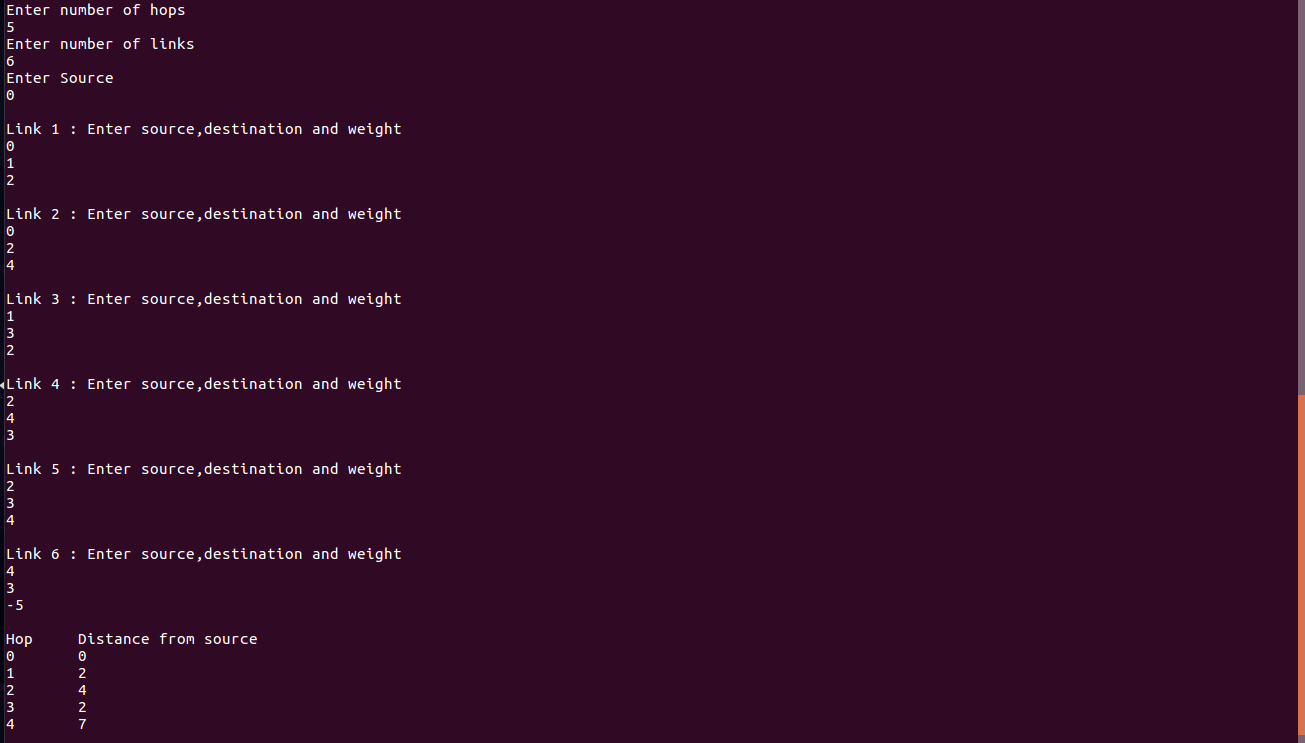 Enter number of hops
5
Enter number of links
6
Enter Source
0
Link 1 : Enter source,destination and weight
0
1
2
Link 2 : Enter source,destination and weight
0
2
4
Link 3 : Enter source,destination and weight
1
3
2
Link 4 : Enter source,destination and weight
2
4
3
Link 5 : Enter source,destination and weight
2
3
4
Link 6 : Enter source,destination and weight
4
3
-5
Hop Distance from source
0 0
1 2
2 4
3 2
4 7